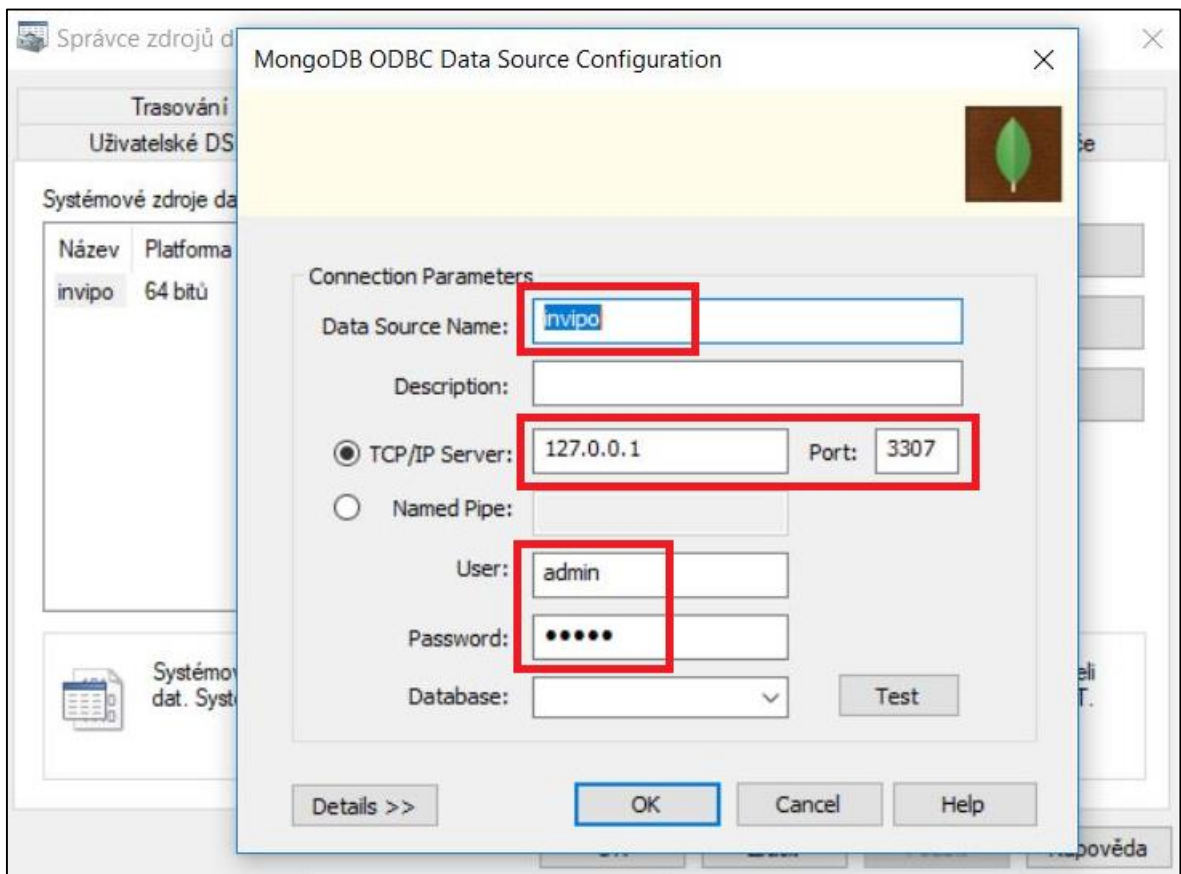 Správce zdrojů d
MongoDB ODBC Data Source Configuration
Trasování
Uživatelské DS
Systémové zdroje da
Název Platforma
invipo 64 bitů
Connection Parameters
Data Source Name: invipo
Description:
TCP/IP Server: 127.0.0.1 Port: 3307
Named Pipe:
User: admin
Password: •••••
Database:
Test
Systémov
dat. Syst
eli
T.
Details >> OK Cancel Help